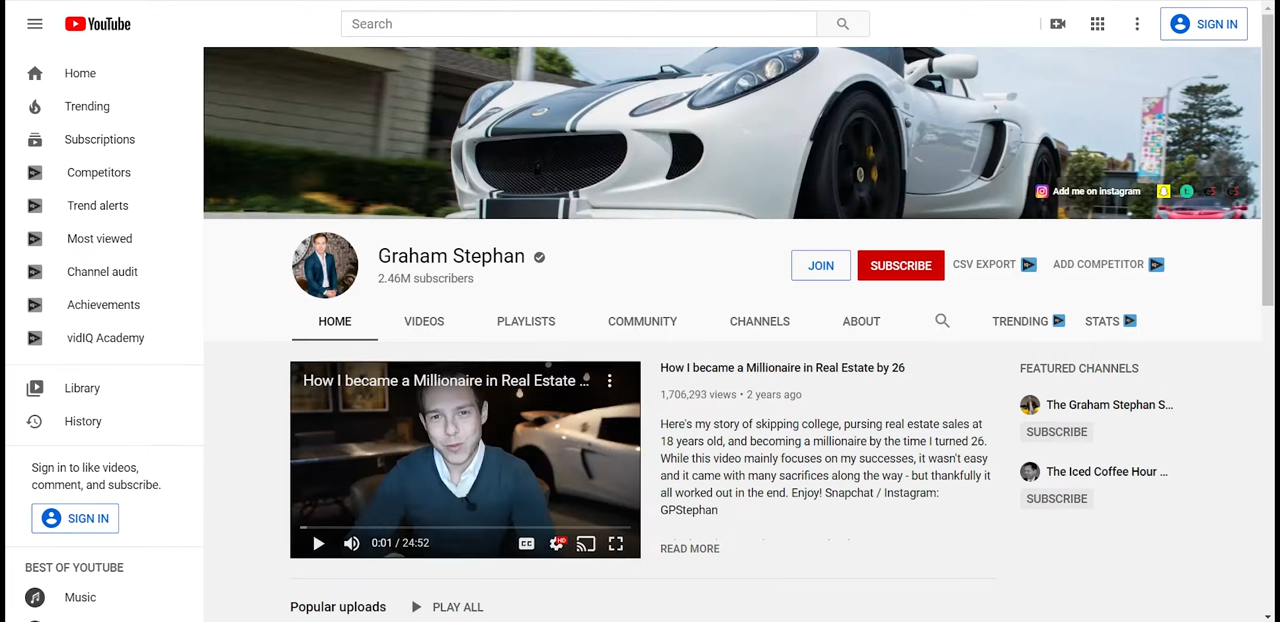 YouTube
Search
SIGN IN
Home
Trending
Subscriptions
Competitors
Trend alerts
Most viewed
Channel audit
Achievements
vidIQ Academy
Library
History
Sign in to like videos,
comment, and subscribe.
SIGN IN
BEST OF YOUTUBE
Music
Add me on instagram
Graham Stephan
2.46M subscribers
JOIN
SUBSCRIBE
CSV EXPORT
ADD COMPETITOR
HOME VIDEOS PLAYLISTS COMMUNITY CHANNELS ABOUT TRENDING STATS
How I became a Millionaire in Real Estate ...
0:01 / 24:52
CC
HD
How I became a Millionaire in Real Estate by 26
1,706,293 views • 2 years ago
Here's my story of skipping college, pursing real estate sales at
18 years old, and becoming a millionaire by the time I turned 26.
While this video mainly focuses on my successes, it wasn't easy
and it came with many sacrifices along the way - but thankfully it
all worked out in the end. Enjoy! Snapchat / Instagram:
GPStephan
READ MORE
FEATURED CHANNELS
The Graham Stephan S...
SUBSCRIBE
The Iced Coffee Hour ...
SUBSCRIBE
Popular uploads
PLAY ALL